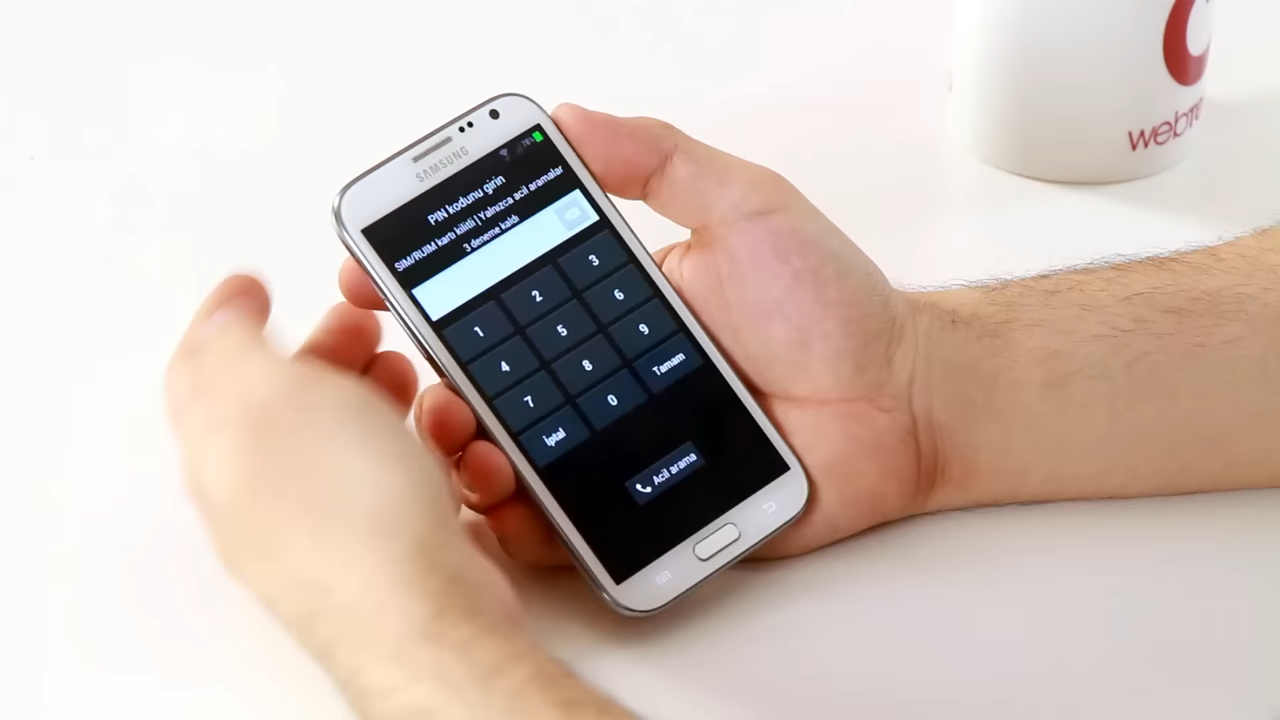 SAMSUNG
78%
PIN kodunu girin
SIM/RUIM kartı kilitli | Yalnızca acil aramalar
3 deneme kaldı
1 2 3
4 5 6
7 8 9
İptal 0 Tamam
Acil arama